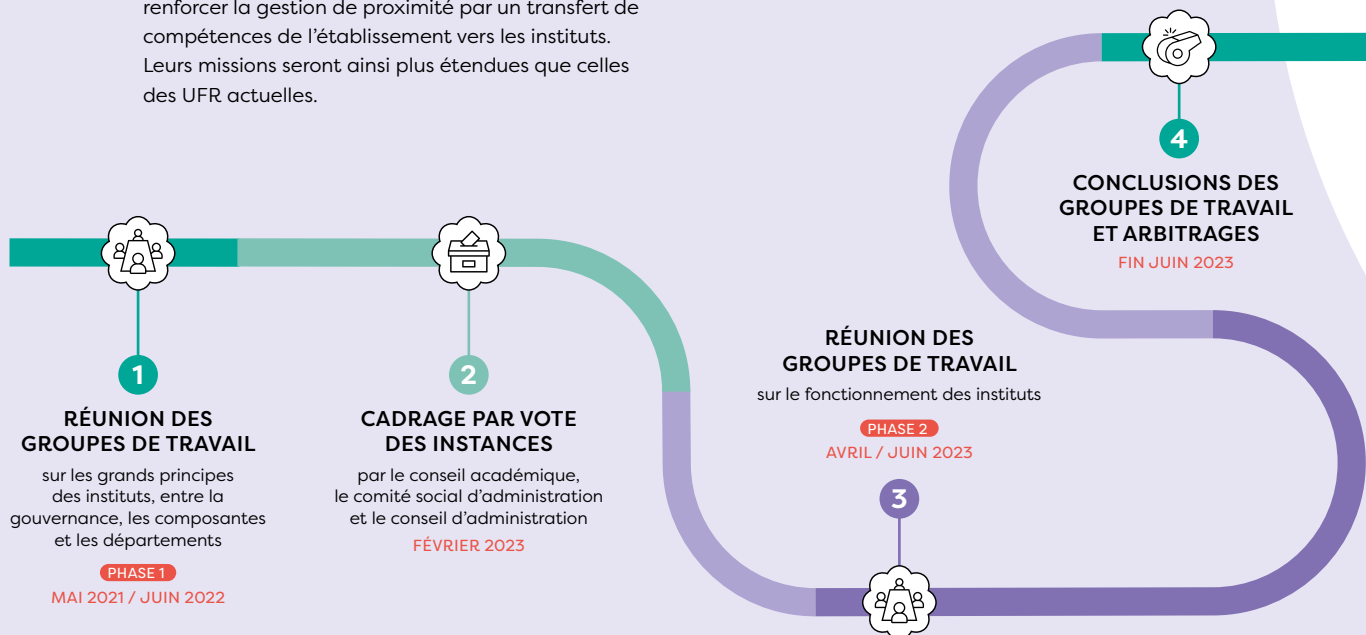 renforcer la gestion de proximité par un transfert de
compétences de l’établissement vers les instituts.
Leurs missions seront ainsi plus étendues que celles
des UFR actuelles.
1
RÉUNION DES
GROUPES DE TRAVAIL
sur les grands principes
des instituts, entre la
gouvernance, les composantes
et les départements
PHASE 1
MAI 2021 / JUIN 2022
2
CADRAGE PAR VOTE
DES INSTANCES
par le conseil académique,
le comité social d’administration
et le conseil d’administration
FÉVRIER 2023
RÉUNION DES
GROUPES DE TRAVAIL
sur le fonctionnement des instituts
PHASE 2
AVRIL / JUIN 2023
3
4
CONCLUSIONS DES
GROUPES DE TRAVAIL
ET ARBITRAGES
FIN JUIN 2023